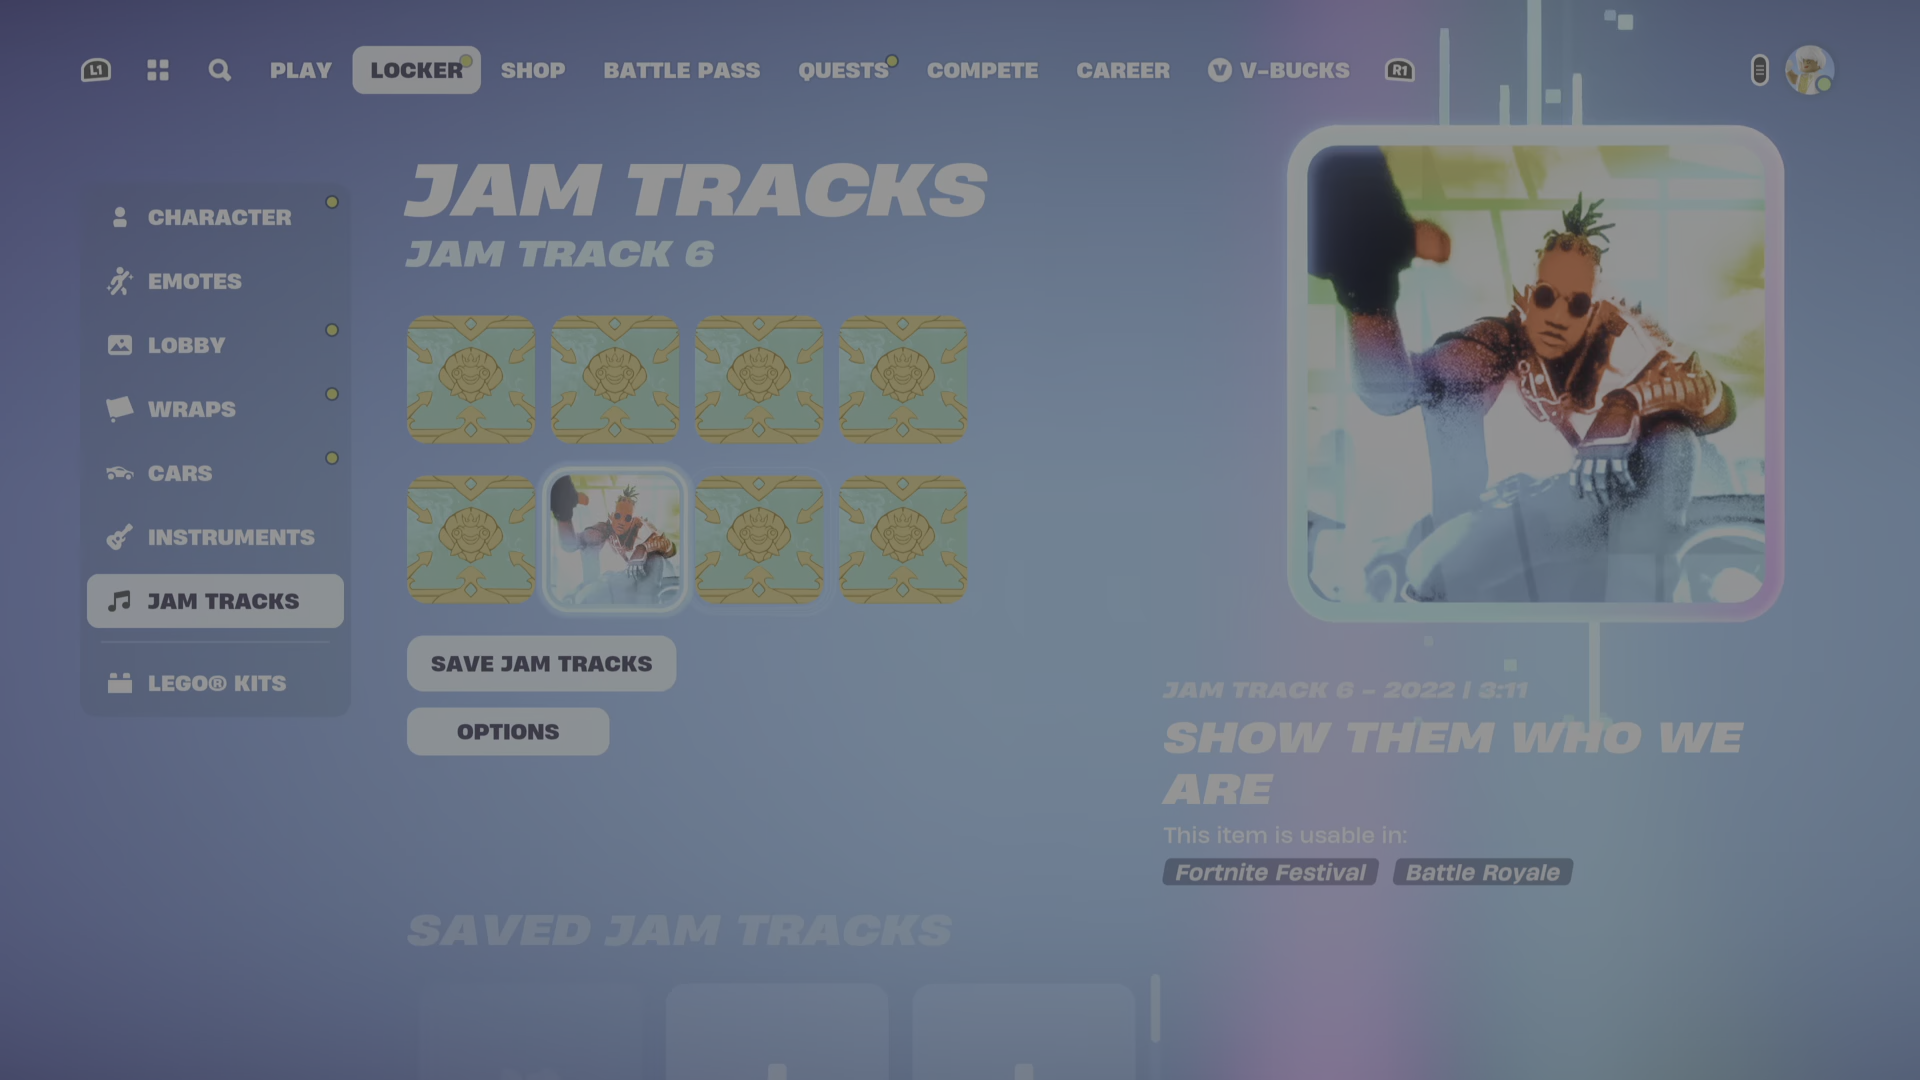 L1 PLAY LOCKER SHOP BATTLE PASS QUESTS COMPETE CAREER V V-BUCKS R1
CHARACTER
EMOTES
LOBBY
WRAPS
CARS
INSTRUMENTS
JAM TRACKS
LEGO® KITS
JAM TRACKS
JAM TRACK 6
SAVE JAM TRACKS
OPTIONS
SAVED JAM TRACKS
JAM TRACK 6 - 2022 | 3:11
SHOW THEM WHO WE
ARE
This item is usable in:
Fortnite Festival Battle Royale